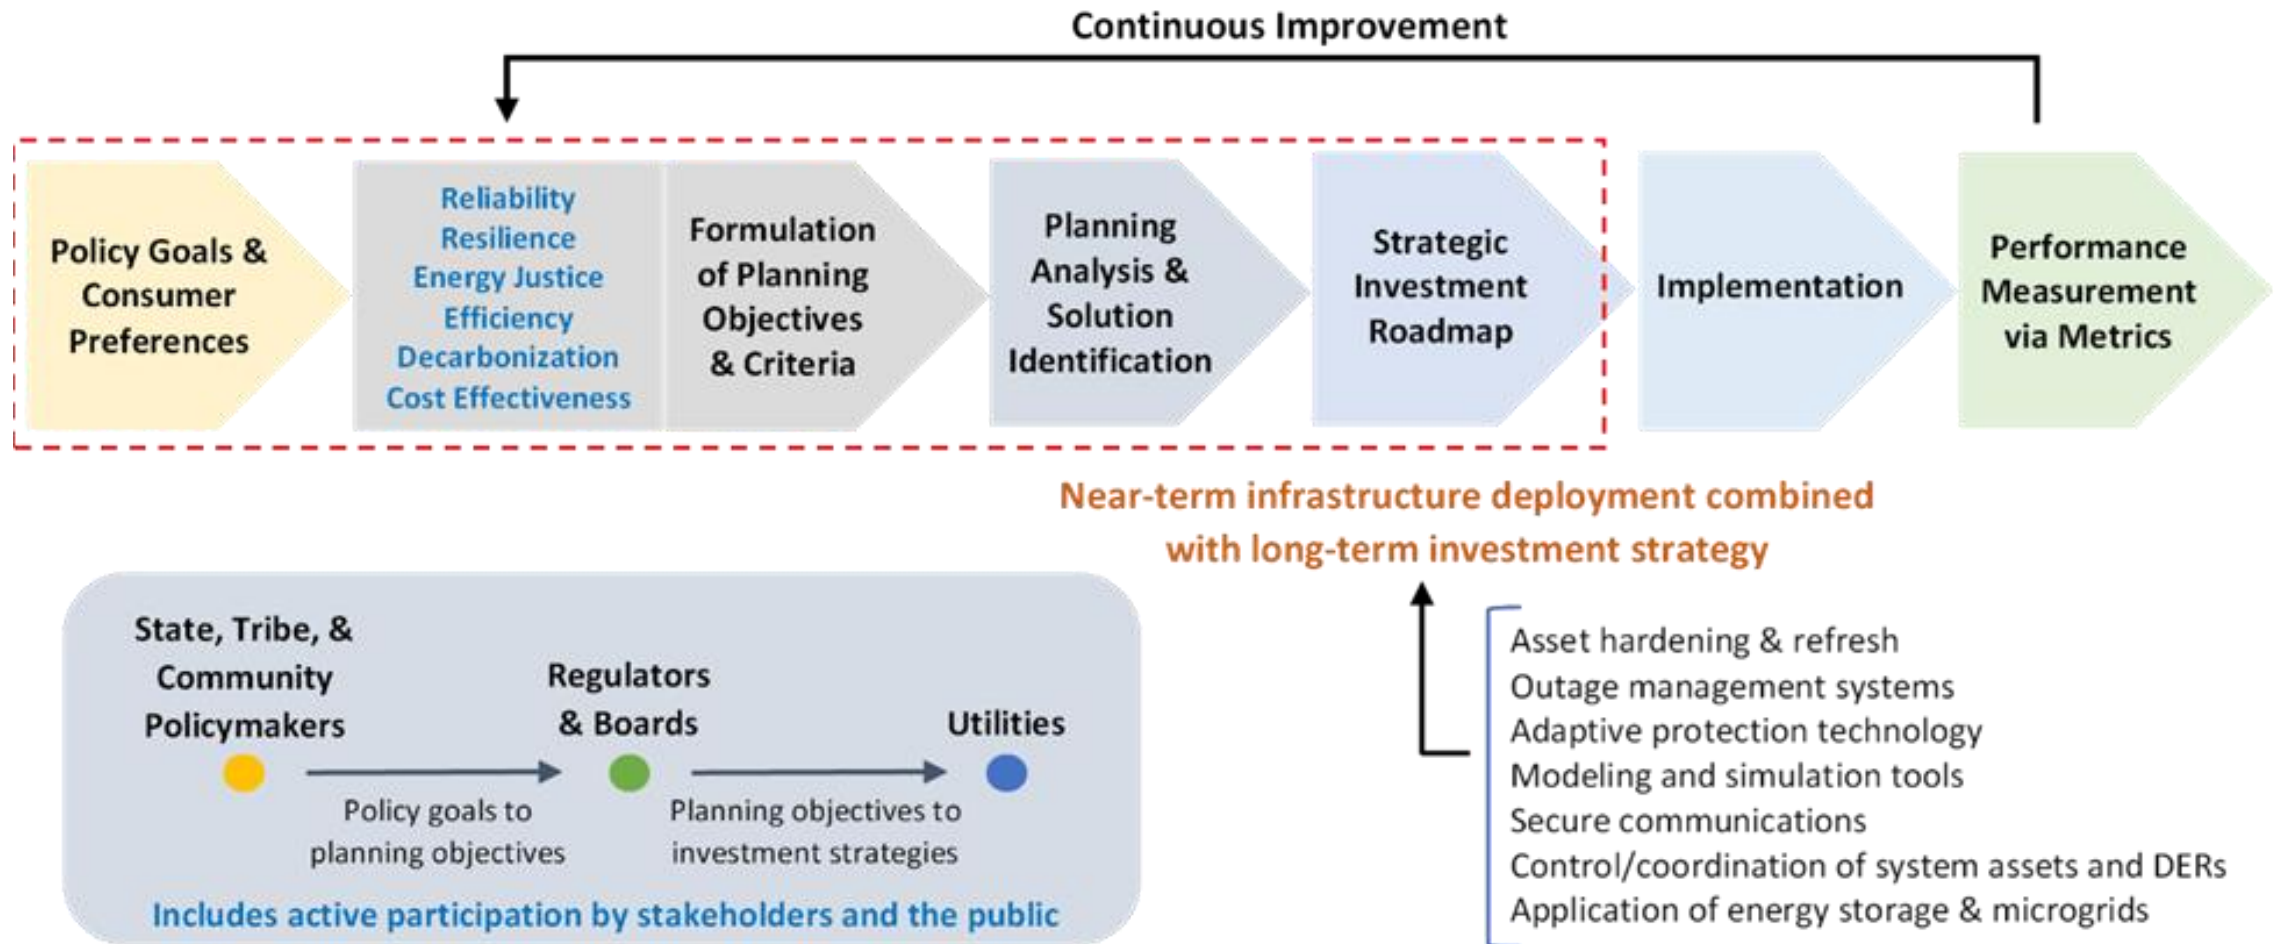 Continuous Improvement
Policy Goals &
Consumer
Preferences
Reliability
Resilience
Energy Justice
Efficiency
Decarbonization
Cost Effectiveness
Formulation
of Planning
Objectives
& Criteria
Planning
Analysis &
Solution
Identification
Strategic
Investment
Roadmap
Implementation
Performance
Measurement
via Metrics
Near-term infrastructure deployment combined
with long-term investment strategy
State, Tribe, &
Community
Policymakers
Regulators
& Boards
Utilities
Policy goals to
planning objectives
Planning objectives to
investment strategies
Includes active participation by stakeholders and the public
Asset hardening & refresh
Outage management systems
Adaptive protection technology
Modeling and simulation tools
Secure communications
Control/coordination of system assets and DERs
Application of energy storage & microgrids